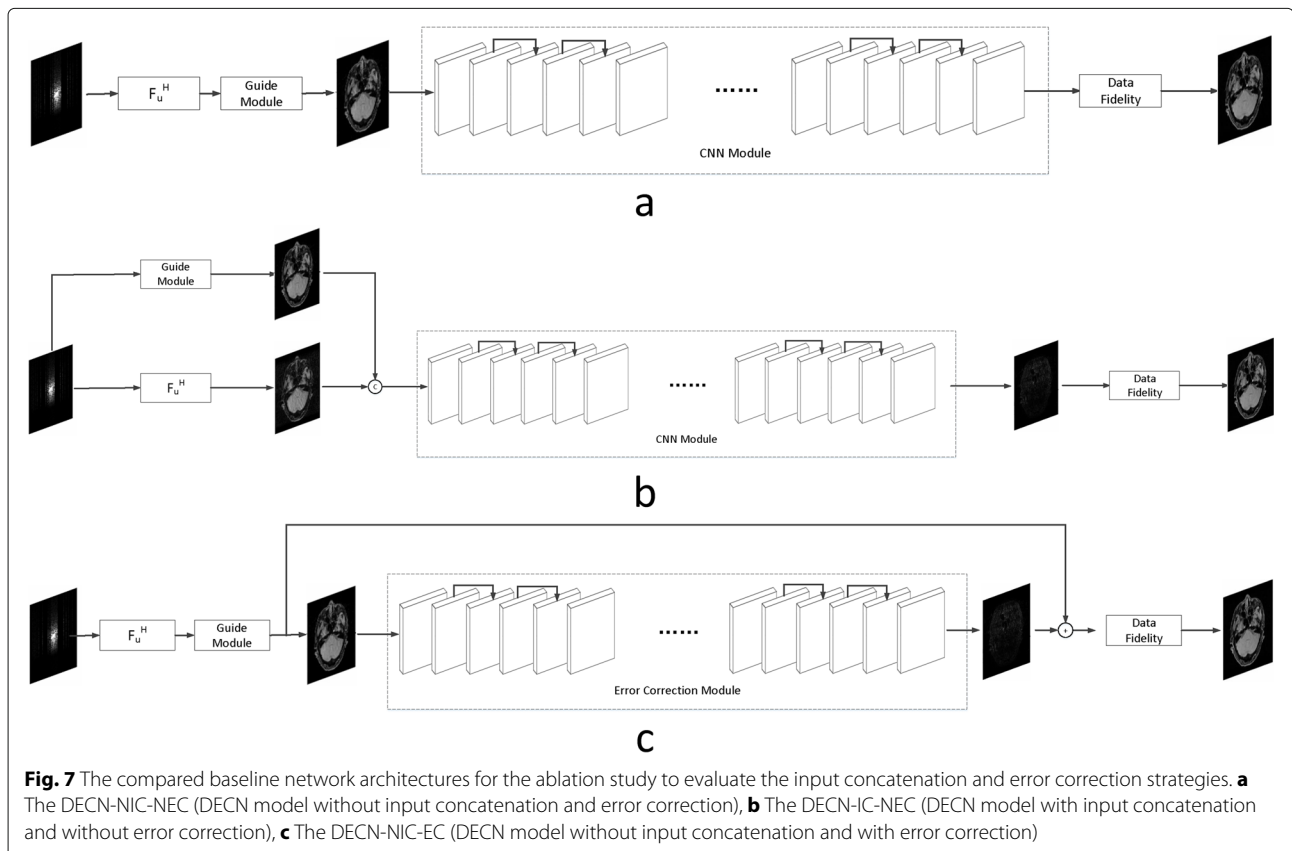 F_u^H
Guide
Module
......
CNN Module
Data
Fidelity
a
Guide
Module
F_u^H
C
......
CNN Module
Data
Fidelity
b
F_u^H
Guide
Module
......
Error Correction Module
+
Data
Fidelity
c
Fig. 7 The compared baseline network architectures for the ablation study to evaluate the input concatenation and error correction strategies. a
The DECN-NIC-NEC (DECN model without input concatenation and error correction), b The DECN-IC-NEC (DECN model with input concatenation
and without error correction), c The DECN-NIC-EC (DECN model without input concatenation and with error correction)